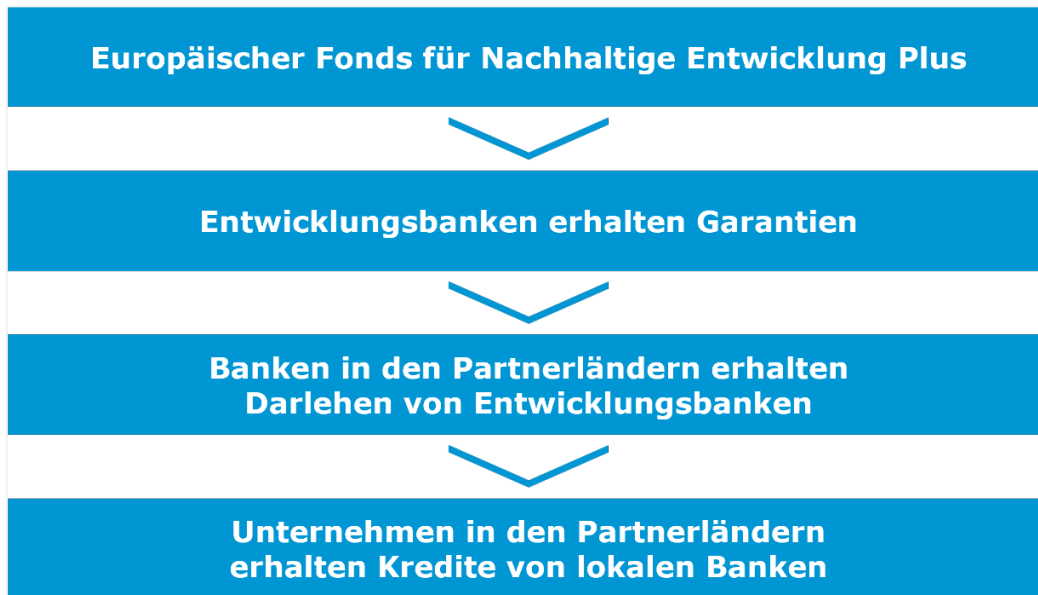 Europäischer Fonds für Nachhaltige Entwicklung Plus
Entwicklungsbanken erhalten Garantien
Banken in den Partnerländern erhalten
Darlehen von Entwicklungsbanken
Unternehmen in den Partnerländern
erhalten Kredite von lokalen Banken